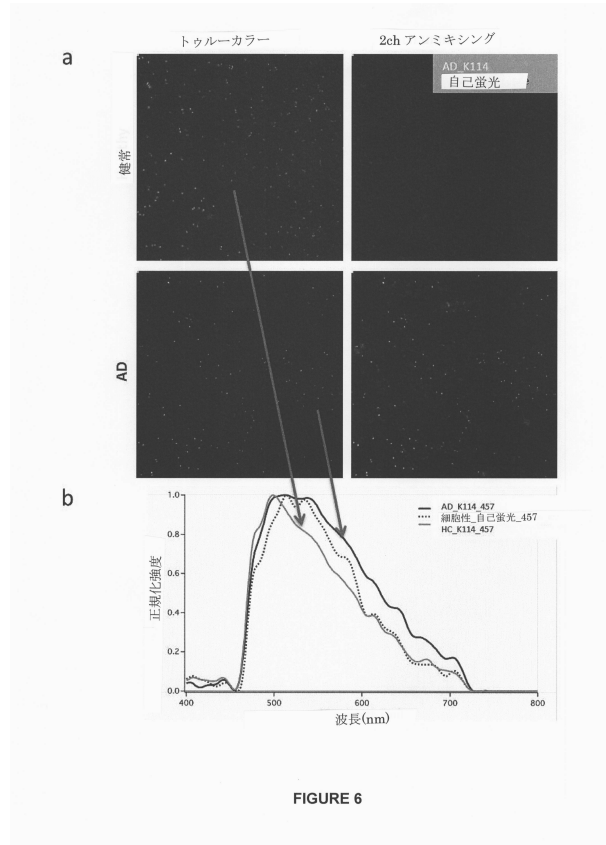 トゥルーカラー
2ch アンミキシング
a
AD_K114
自己蛍光
健常
AD
b
1.0
0.8
0.6
0.4
0.2
0.0
正規化強度
AD_K114_457
細胞性_自己蛍光_457
HC_K114_457
400
500
600
700
800
波長(nm)
FIGURE 6